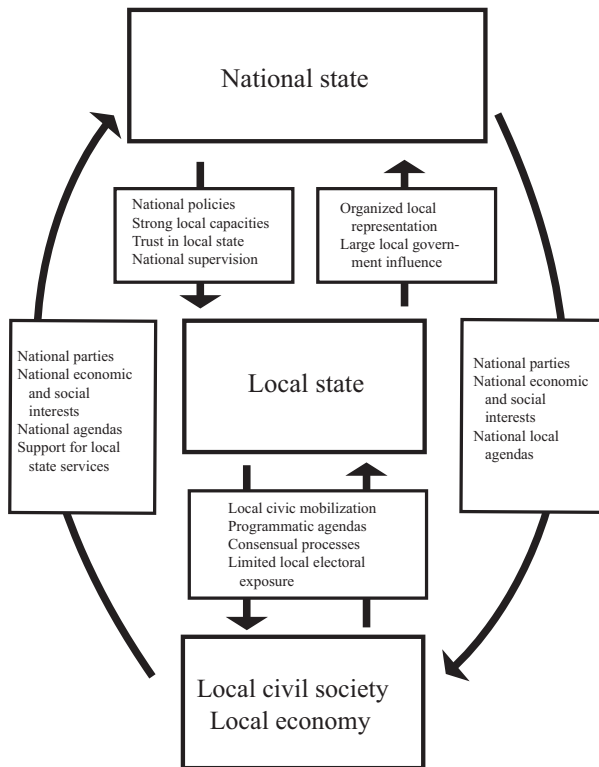 National state
National policies
Strong local capacities
Trust in local state
National supervision
Organized local
representation
Large local govern-
ment influence
Local state
National parties
National economic
and social
interests
National agendas
Support for local
state services
National parties
National economic
and social
interests
National local
agendas
Local civic mobilization
Programmatic agendas
Consensual processes
Limited local electoral
exposure
Local civil society
Local economy